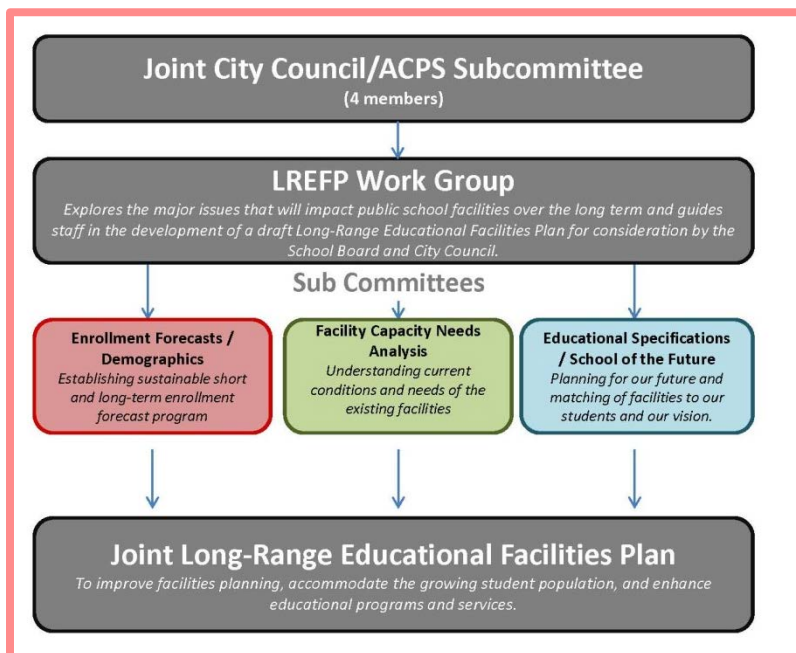 Joint City Council/ACPS Subcommittee
(4 members)
LREFP Work Group
Explores the major issues that will impact public school facilities over the long term and guides
staff in the development of a draft Long-Range Educational Facilities Plan for consideration by the
School Board and City Council.
Sub Committees
Enrollment Forecasts /
Demographics
Establishing sustainable short
and long-term enrollment
forecast program
Facility Capacity Needs
Analysis
Understanding current
conditions and needs of the
existing facilities
Educational Specifications
/ School of the Future
Planning for our future and
matching of facilities to our
students and our vision.
Joint Long-Range Educational Facilities Plan
To improve facilities planning, accommodate the growing student population, and enhance
educational programs and services.